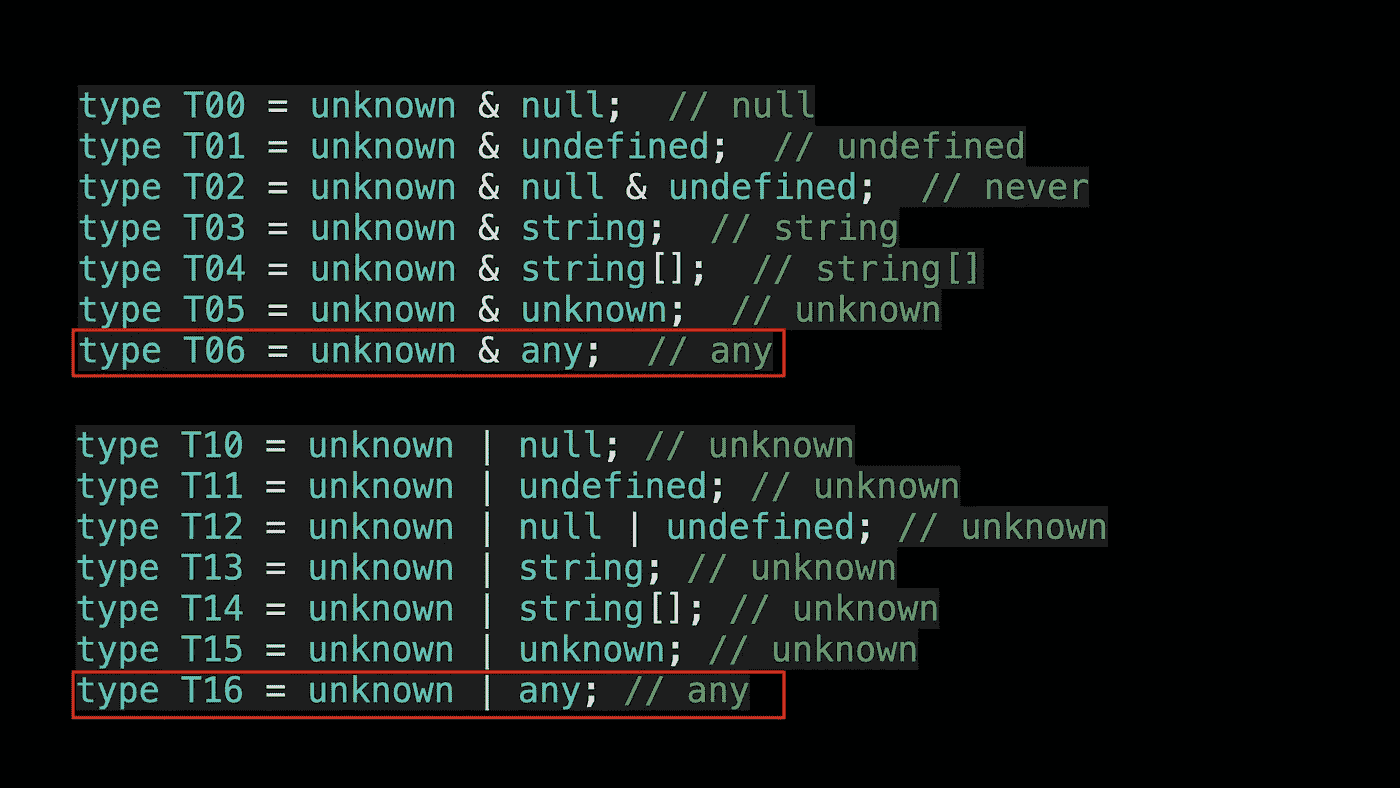 type T00 = unknown & null;  // null
type T01 = unknown & undefined;  // undefined
type T02 = unknown & null & undefined;  // never
type T03 = unknown & string;  // string
type T04 = unknown & string[];  // string[]
type T05 = unknown & unknown;  // unknown
type T06 = unknown & any;  // any
type T10 = unknown | null; // unknown
type T11 = unknown | undefined; // unknown
type T12 = unknown | null | undefined; // unknown
type T13 = unknown | string; // unknown
type T14 = unknown | string[]; // unknown
type T15 = unknown | unknown; // unknown
type T16 = unknown | any; // any